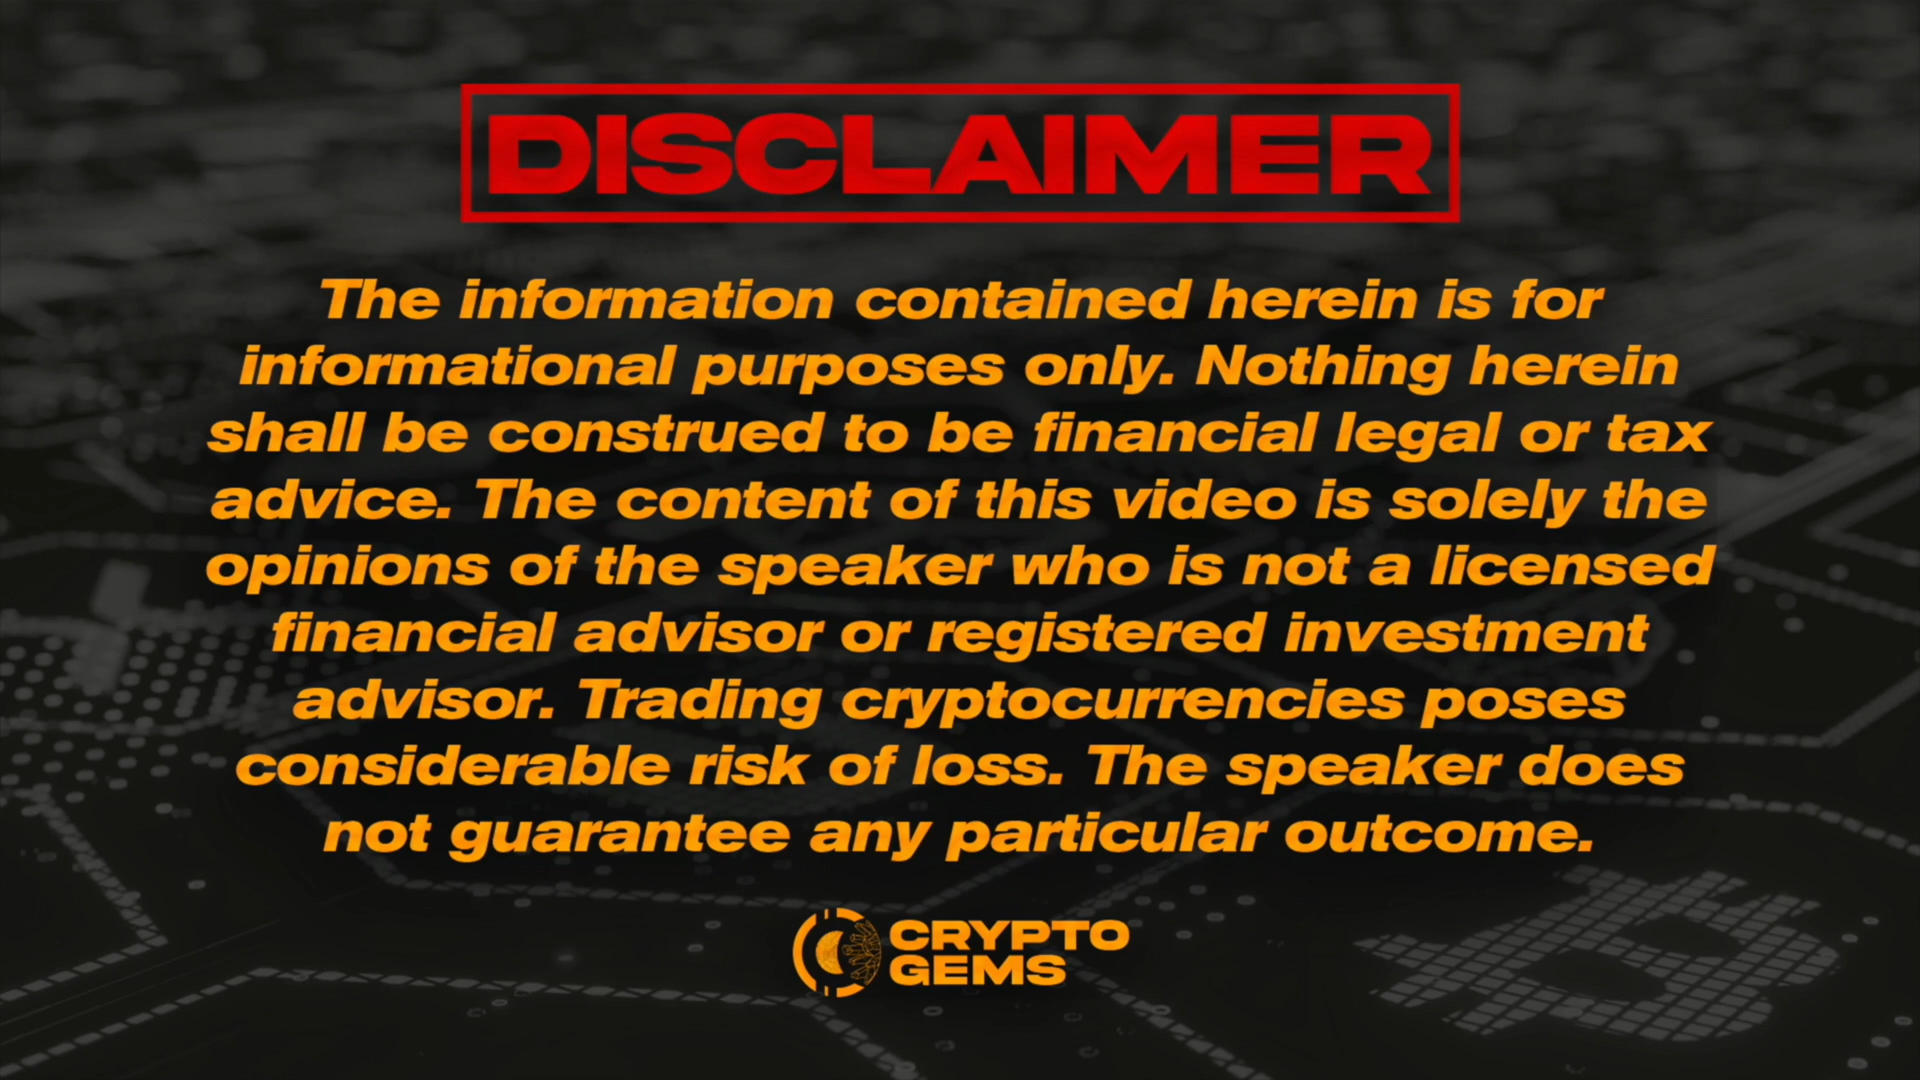 DISCLAIMER
The information contained herein is for
informational purposes only. Nothing herein
shall be construed to be financial legal or tax
advice. The content of this video is solely the
opinions of the speaker who is not a licensed
financial advisor or registered investment
advisor. Trading cryptocurrencies poses
considerable risk of loss. The speaker does
not guarantee any particular outcome.
CRYPTO
GEMS